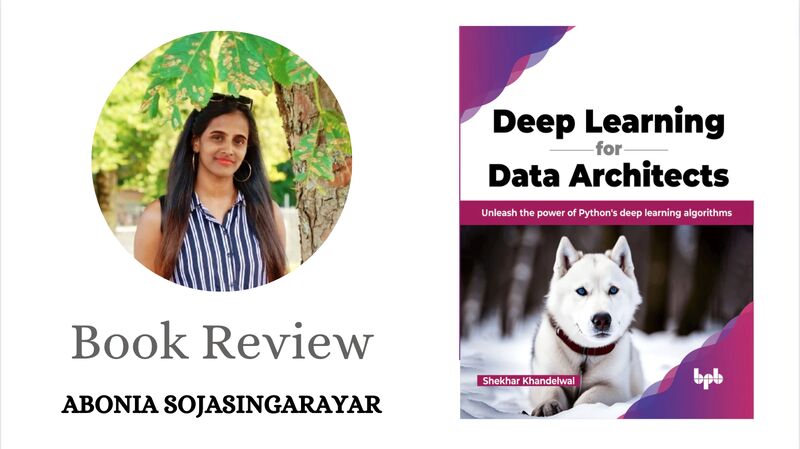 Book Review
ABONIA SOJASINGARAYAR
Deep Learning
for
Data Architects
Unleash the power of Python's deep learning algorithms
Shekhar Khandelwal
bpb